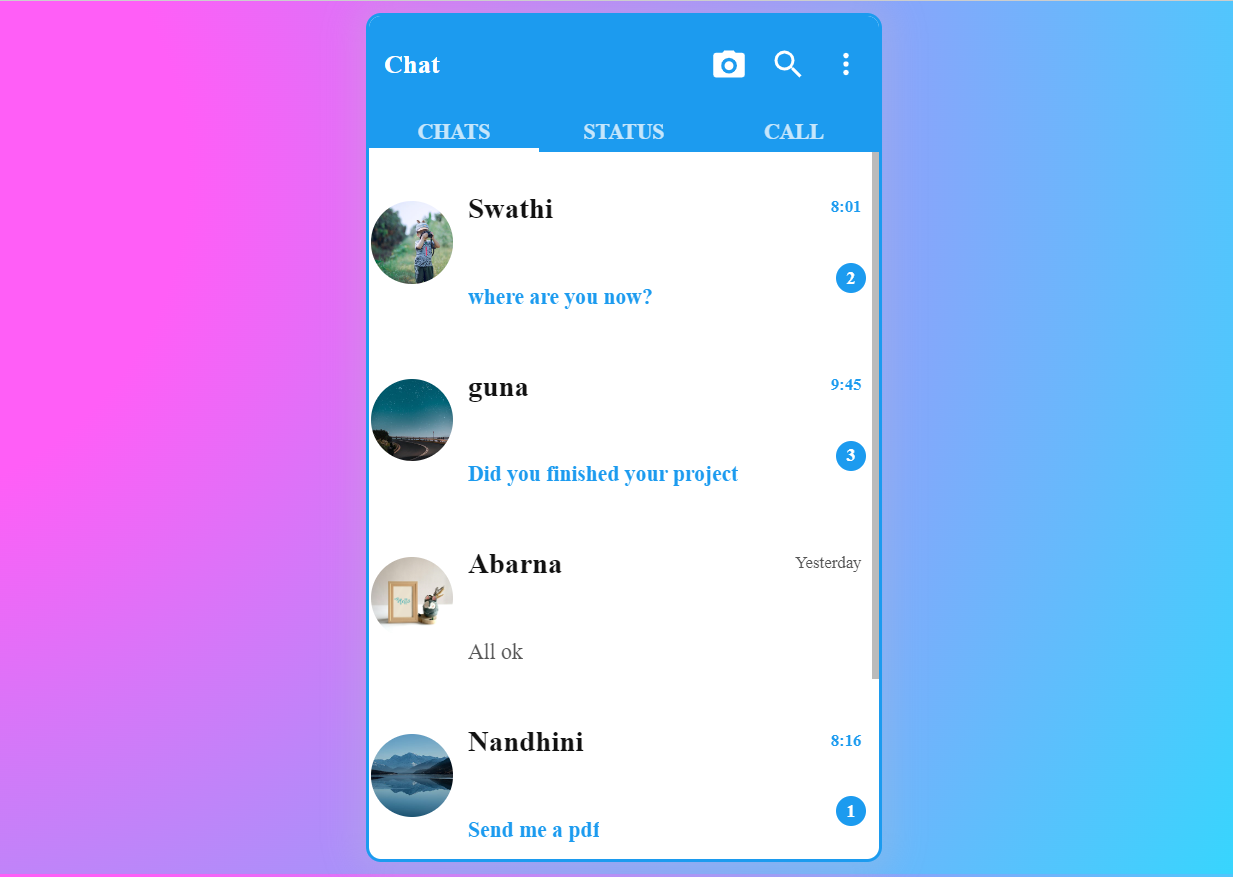 Chat
CHATS STATUS CALL
Swathi 8:01
2
where are you now?
guna 9:45
3
Did you finished your project
Abarna Yesterday
All ok
Nandhini 8:16
1
Send me a pdf